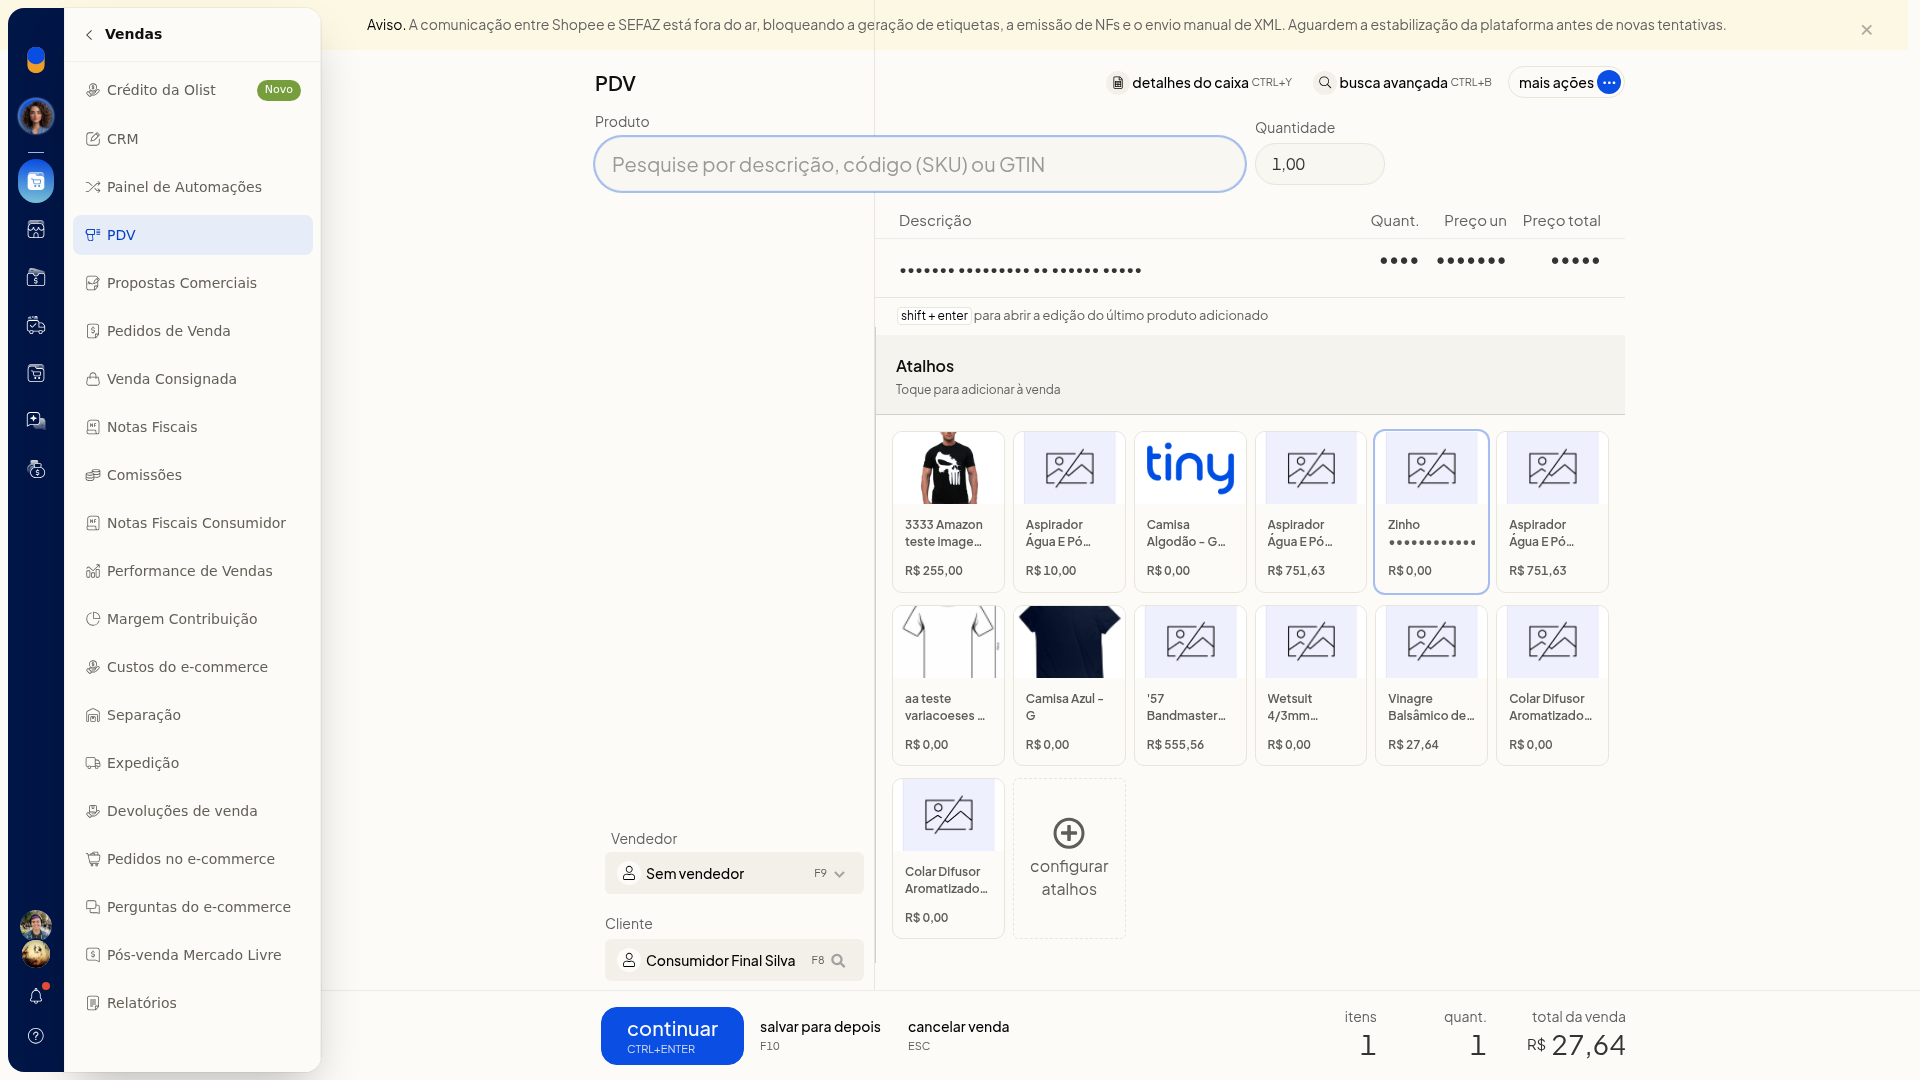 Aviso. A comunicação entre Shopee e SEFAZ está fora do ar, bloqueando a geração de etiquetas, a emissão de NFs e o envio manual de XML. Aguardem a estabilização da plataforma antes de novas tentativas.
Vendas
Crédito da Olist
Novo
CRM
Painel de Automações
PDV
Propostas Comerciais
Pedidos de Venda
Venda Consignada
Notas Fiscais
Comissões
Notas Fiscais Consumidor
Performance de Vendas
Margem Contribuição
Custos do e-commerce
Separação
Expedição
Devoluções de venda
Pedidos no e-commerce
Perguntas do e-commerce
Pós-venda Mercado Livre
Relatórios
PDV
detalhes do caixa CTRL+Y
busca avançada CTRL+B
mais ações
Produto
Pesquise por descrição, código (SKU) ou GTIN
Quantidade
1,00
Descrição Quant. Preço un Preço total
shift + enter para abrir a edição do último produto adicionado
Atalhos
Toque para adicionar à venda
3333 Amazon
teste image...
R$ 255,00
Aspirador
Água E Pó...
R$ 10,00
tiny
Camisa
Algodão - G...
R$ 0,00
Aspirador
Água E Pó...
R$ 751,63
Zinho
R$ 0,00
Aspirador
Água E Pó...
R$ 751,63
aa teste
variacoeses ...
R$ 0,00
Camisa Azul -
G
R$ 0,00
'57
Bandmaster...
R$ 555,56
Wetsuit
4/3mm...
R$ 0,00
Vinagre
Balsâmico de...
R$ 27,64
Colar Difusor
Aromatizado...
R$ 0,00
Colar Difusor
Aromatizado...
R$ 0,00
configurar
atalhos
Vendedor
Sem vendedor F9
Cliente
Consumidor Final Silva F8
continuar
CTRL+ENTER
salvar para depois
F10
cancelar venda
ESC
itens
1
quant.
1
total da venda
R$ 27,64